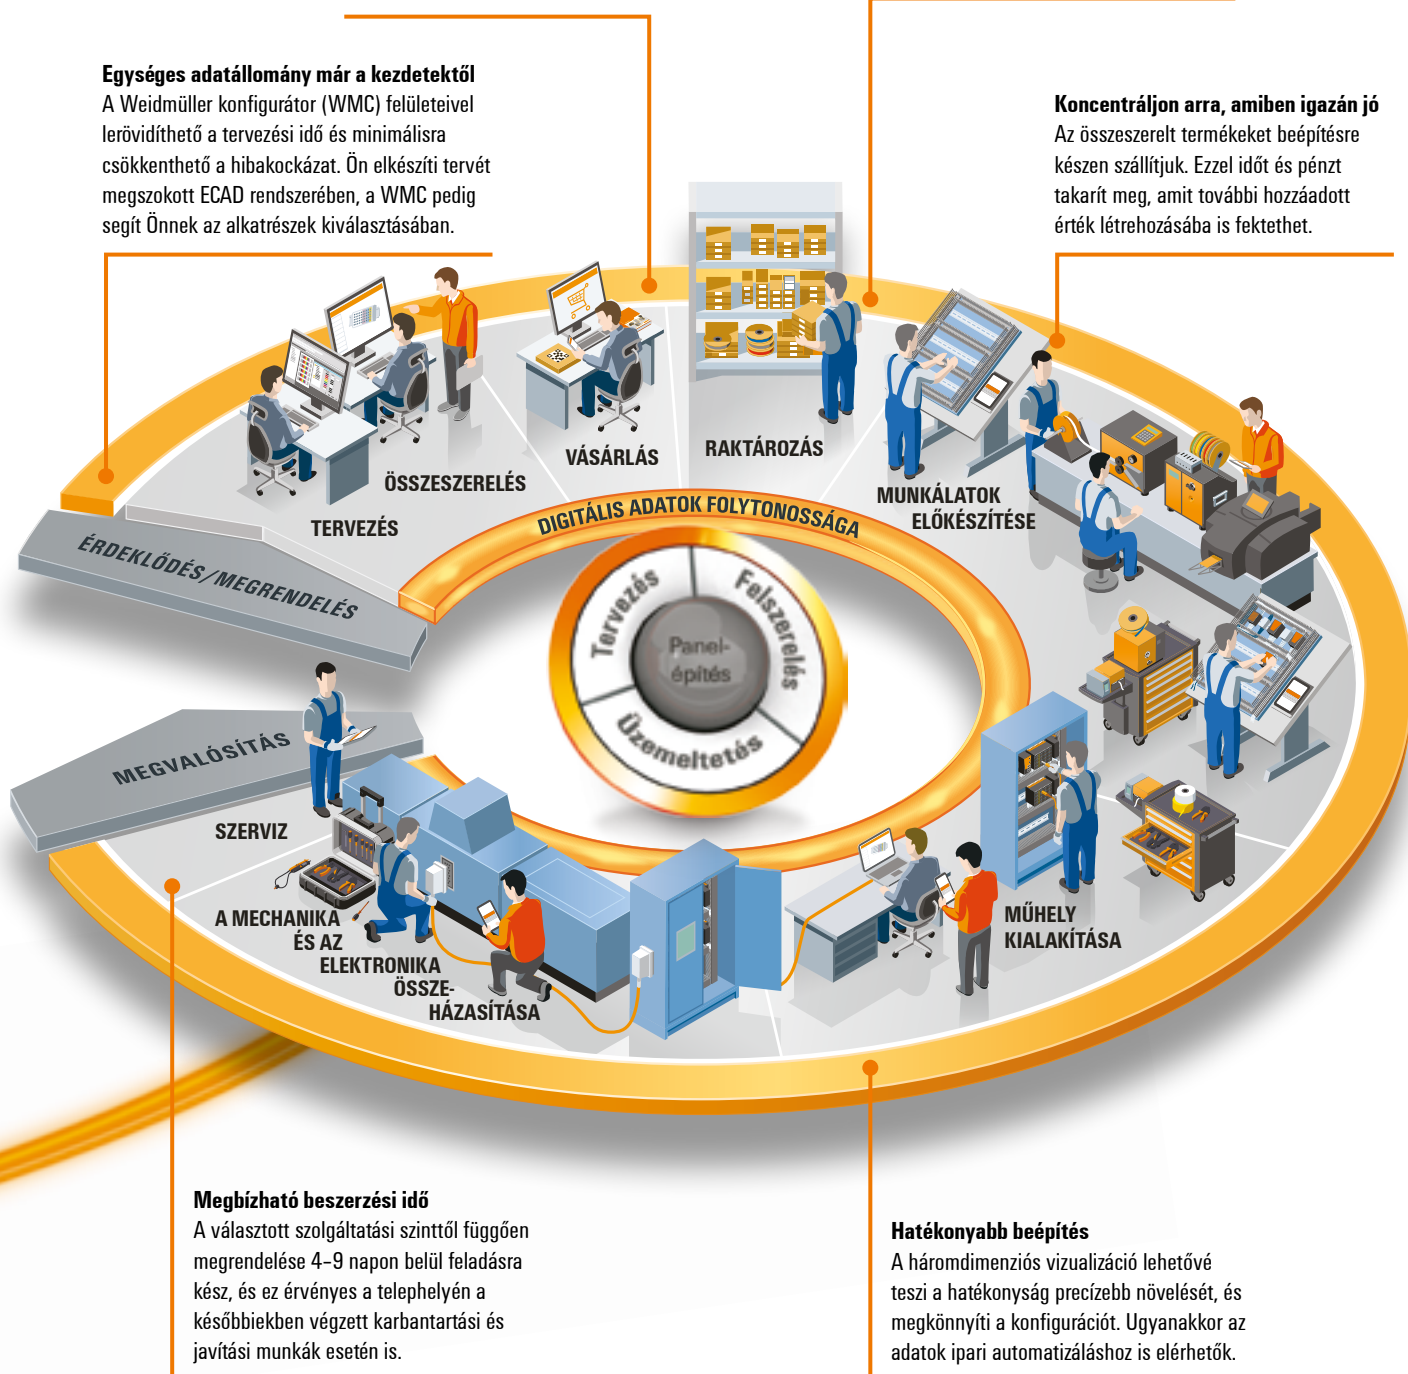 Egységes adatállomány már a kezdetektől
A Weidmüller konfigurátor (WMC) felületeivel
lerövidíthető a tervezési idő és minimálisra
csökkenthető a hibakockázat. Ön elkészíti tervét
megszokott ECAD rendszerében, a WMC pedig
segít Önnek az alkatrészek kiválasztásában.
Koncentráljon arra, amiben igazán jó
Az összeszerelt termékeket beépítésre
készen szállítjuk. Ezzel időt és pénzt
takarít meg, amit további hozzáadott
érték létrehozásába is fektethet.
ÉRDEKLŐDÉS/MEGRENDELÉS
TERVEZÉS
ÖSSZESZERELÉS
VÁSÁRLÁS
RAKTÁROZÁS
MUNKÁLATOK
ELŐKÉSZÍTÉSE
DIGITÁLIS ADATOK FOLYTONOSSÁGA
Tervezés
Felszerelés
Panel-
építés
Üzemeltetés
MEGVALÓSÍTÁS
SZERVIZ
A MECHANIKA
ÉS AZ
ELEKTRONIKA
ÖSSZE-
HÁZASÍTÁSA
MŰHELY
KIALAKÍTÁSA
Megbízható beszerzési idő
A választott szolgáltatási szinttől függően
megrendelése 4–9 napon belül feladásra
kész, és ez érvényes a telephelyén a
későbbiekben végzett karbantartási és
javítási munkák esetén is.
Hatékonyabb beépítés
A háromdimenziós vizualizáció lehetővé
teszi a hatékonyság precízebb növelését, és
megkönnyíti a konfigurációt. Ugyanakkor az
adatok ipari automatizáláshoz is elérhetők.